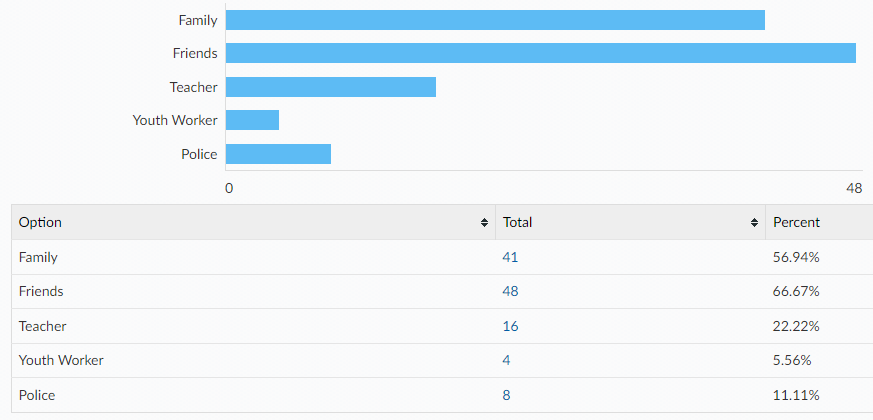 Family
Friends
Teacher
Youth Worker
Police
0 48
Option Total Percent
Family 41 56.94%
Friends 48 66.67%
Teacher 16 22.22%
Youth Worker 4 5.56%
Police 8 11.11%